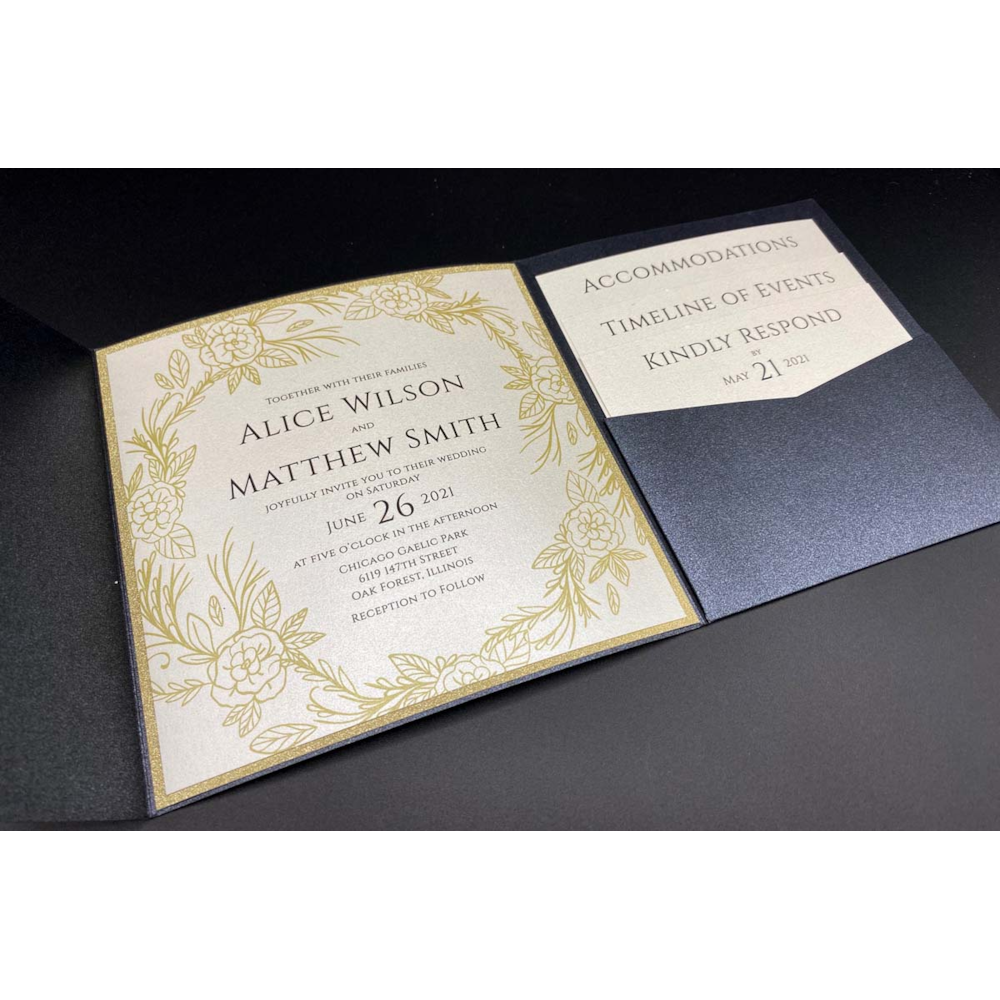 Together with their families
Alice Wilson
and
Matthew Smith
joyfully invite you to their wedding
on Saturday
June 26 2021
at five o'clock in the afternoon
Chicago Gaelic Park
6119 147th Street
Oak Forest, Illinois
Reception to Follow
Accommodations
Timeline of Events
Kindly Respond
by
May 21 2021